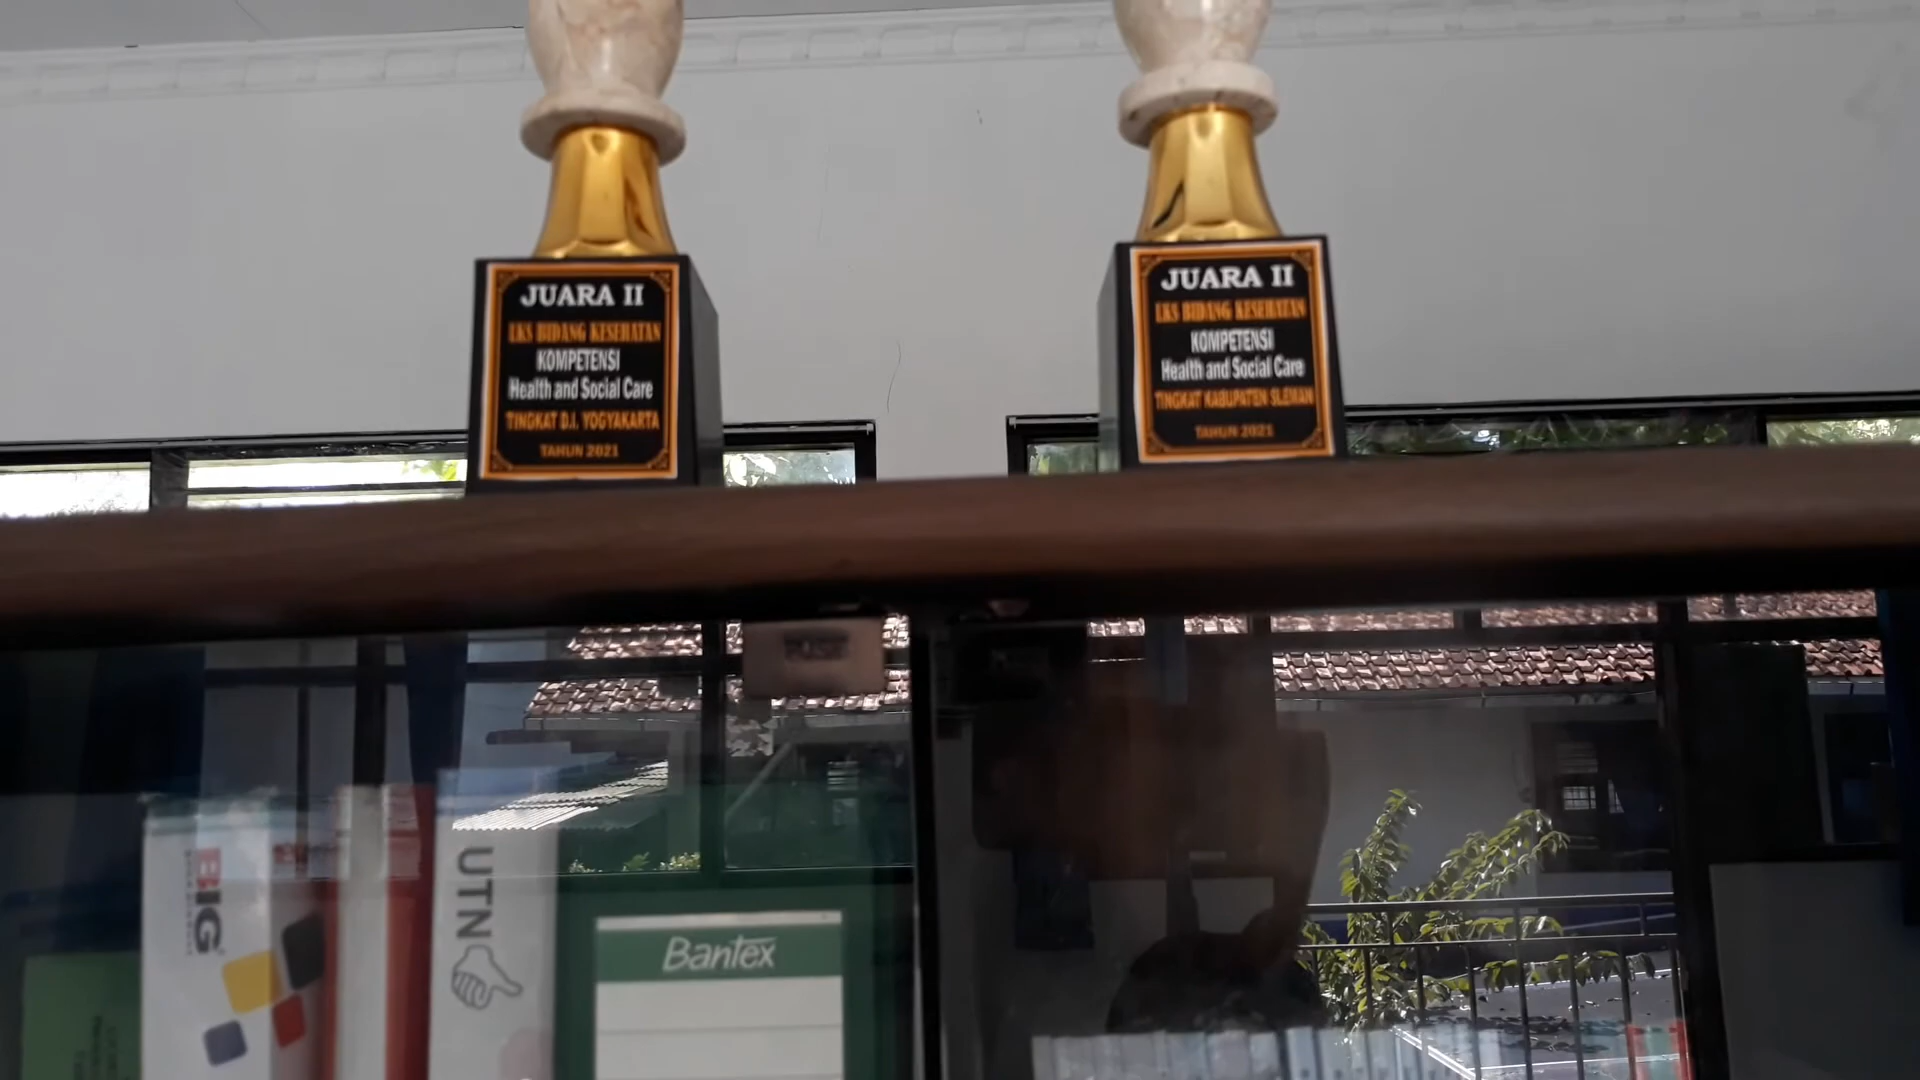 JUARA II
LKS BIDANG KESEHATAN
KOMPETENSI
Health and Social Care
TINGKAT D.I. YOGYAKARTA
TAHUN 2021
JUARA II
LKS BIDANG KESEHATAN
KOMPETENSI
Health and Social Care
TINGKAT KABUPATEN SLEMAN
TAHUN 2021
BIG
UTN
Bantex